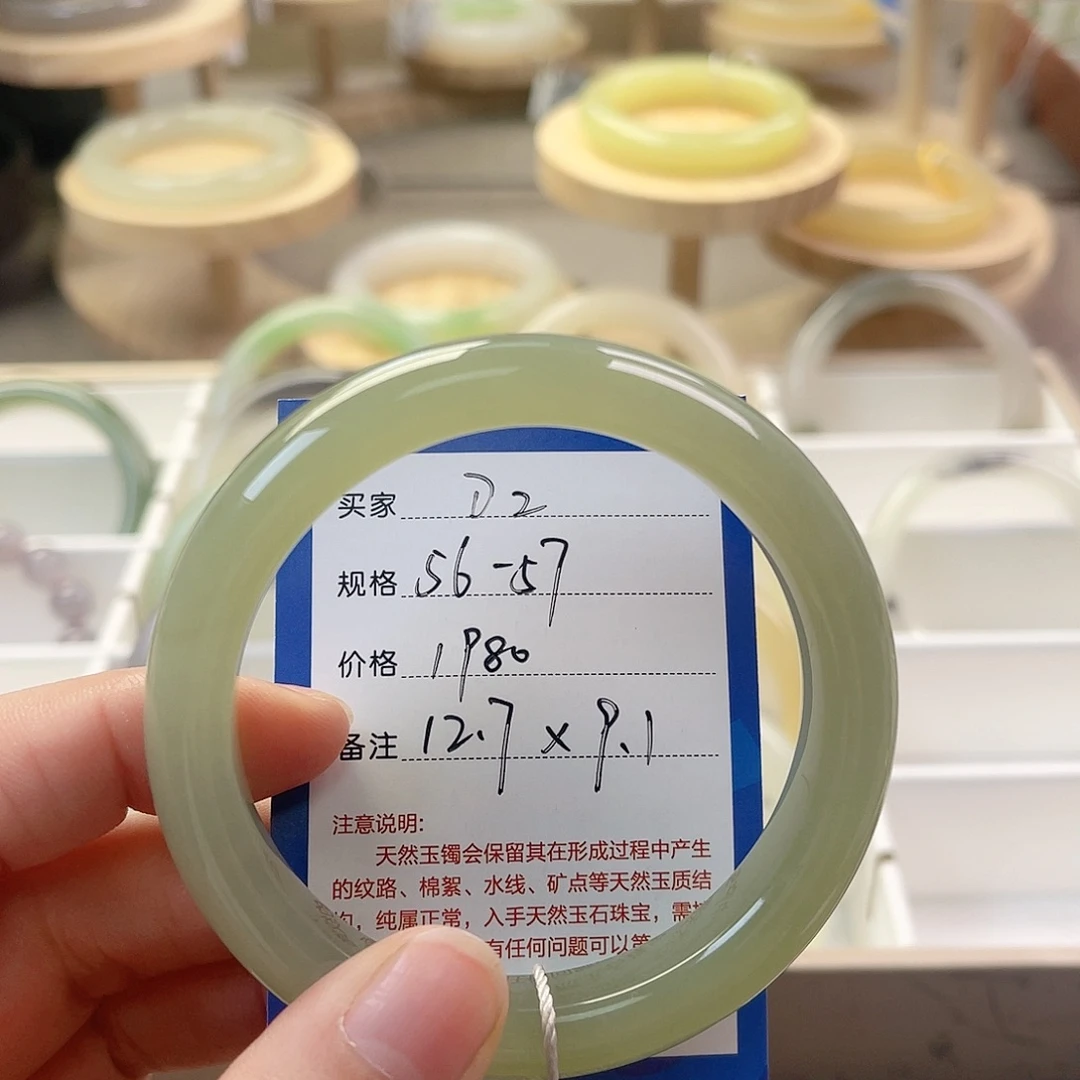 买家 D2
规格 56-57
价格 1980
备注 12.7 x 9.1
注意说明:
天然玉镯会保留其在形成过程中产生
的纹路、棉絮、水线、矿点等天然玉质结
，纯属正常，入手天然玉石珠宝，需
有任何问题可以第